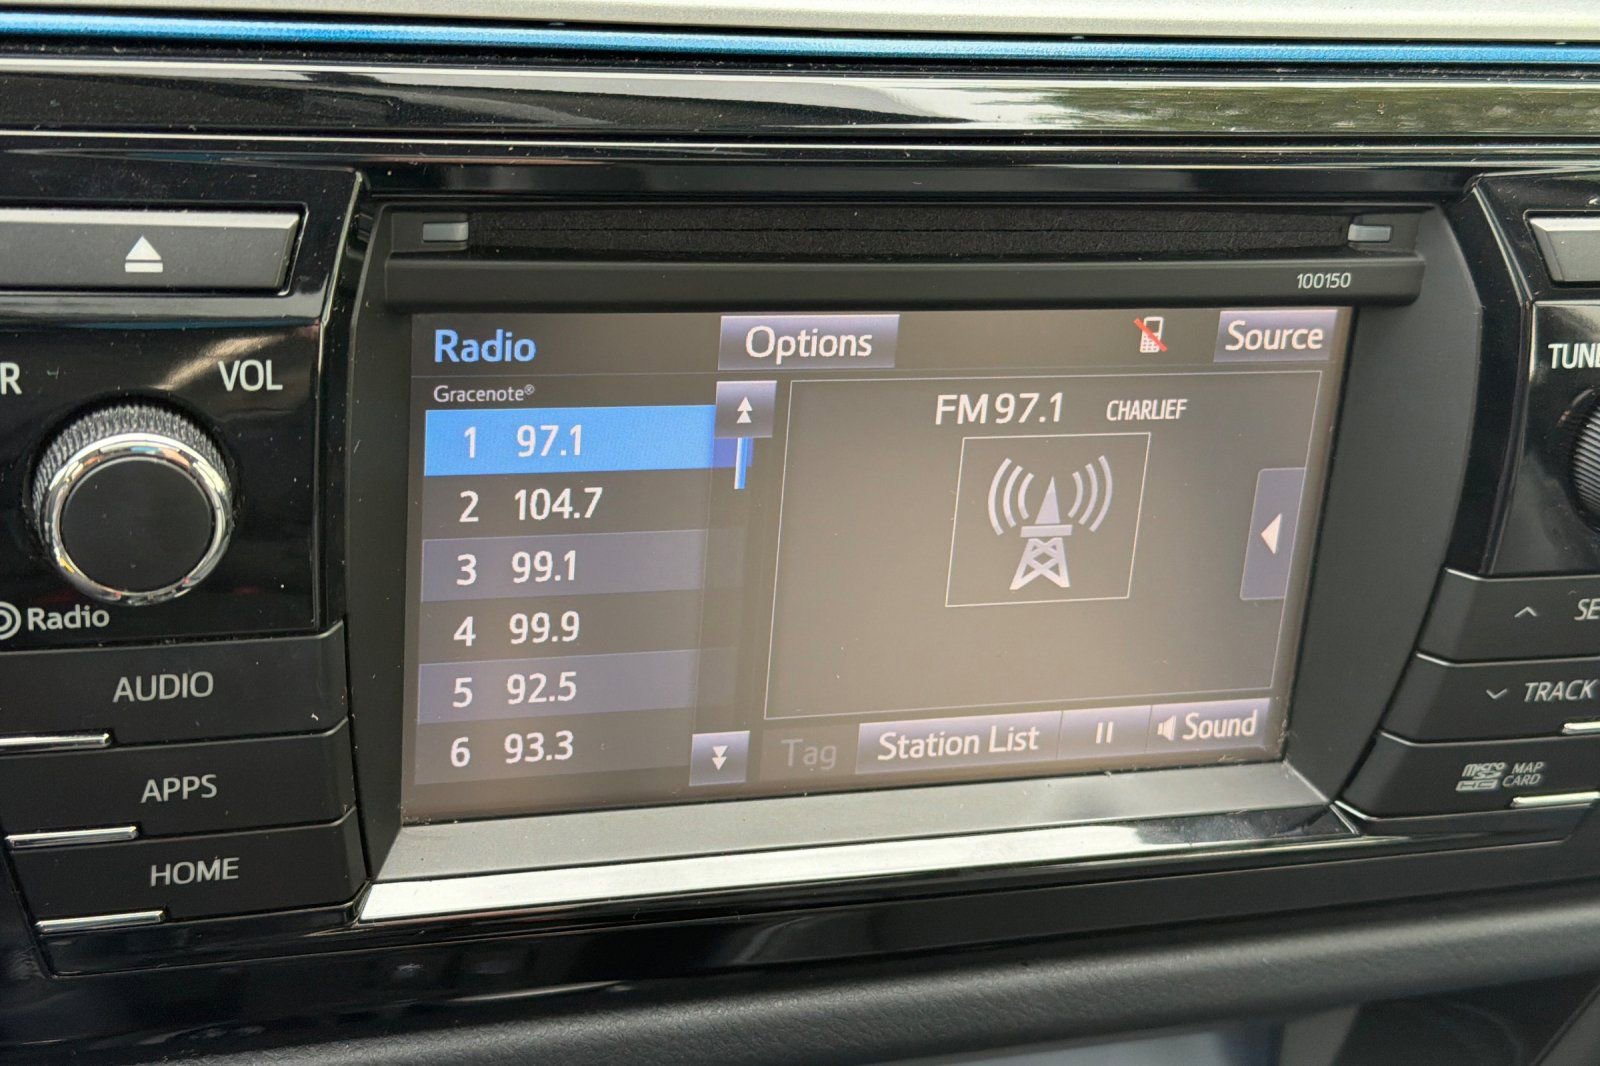 100150
Radio
Options
Source
Gracenote®
FM 97.1 CHARLIEF
1 97.1
2 104.7
3 99.1
4 99.9
5 92.5
6 93.3
Tag
Station List
Sound
VOL
Radio
AUDIO
APPS
HOME
TUNE
TRACK
micro
MAP
CARD